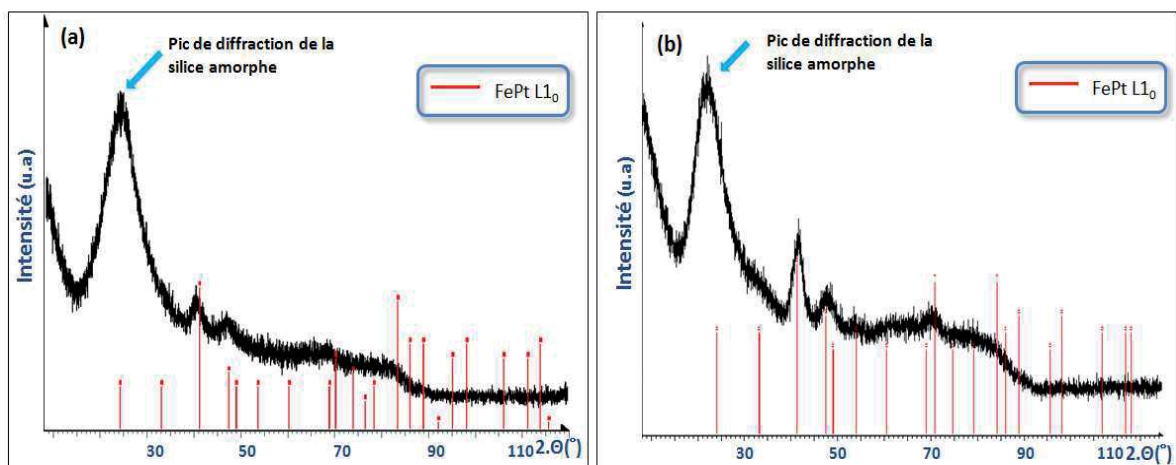 (a)
Pic de diffraction de la
silice amorphe
FePt L1₀
Intensité (u.a)
30 50 70 90 110 2.Θ(°)
(b)
Pic de diffraction de la
silice amorphe
FePt L1₀
Intensité (u.a)
30 50 70 90 110 2.Θ(°)